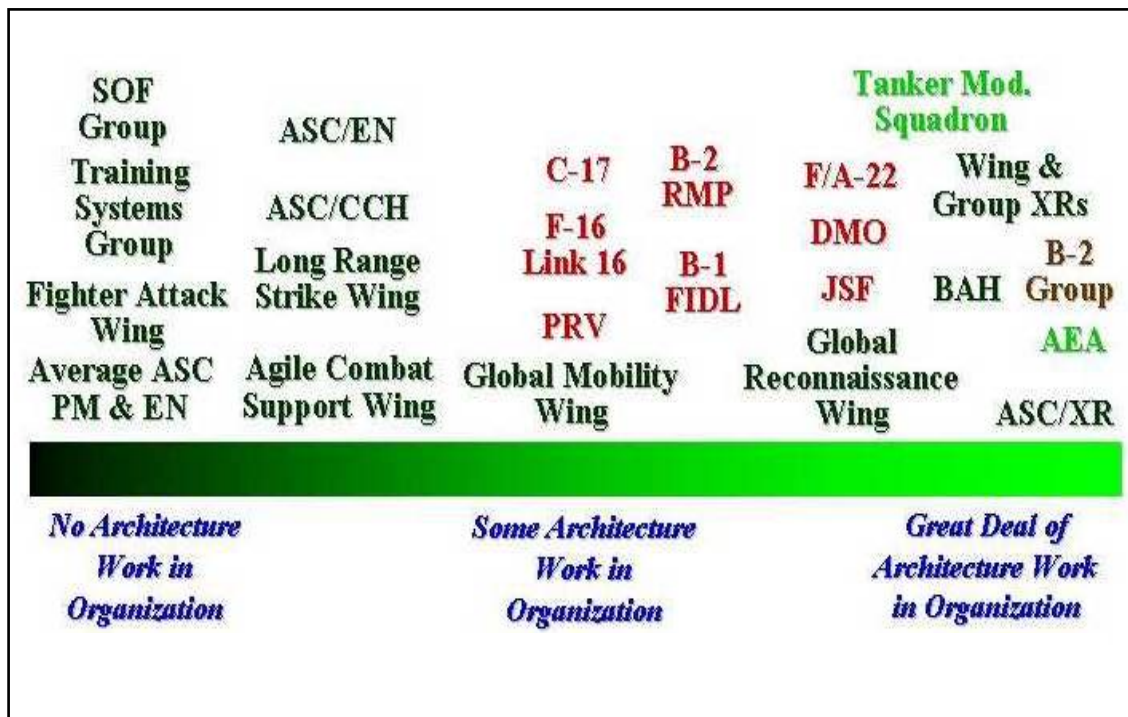 SOF
Group
Training
Systems
Group
Fighter Attack
Wing
Average ASC
PM & EN
ASC/EN
ASC/CCH
Long Range
Strike Wing
Agile Combat
Support Wing
C-17
F-16
Link 16
PRV
B-2
RMP
B-1
FIDL
Global Mobility
Wing
Tanker Mod.
Squadron
F/A-22
DMO
JSF
Global
Reconnaissance
Wing
Wing &
Group XRs
BAH
B-2
Group
AEA
ASC/XR
No Architecture
Work in
Organization
Some Architecture
Work in
Organization
Great Deal of
Architecture Work
in Organization